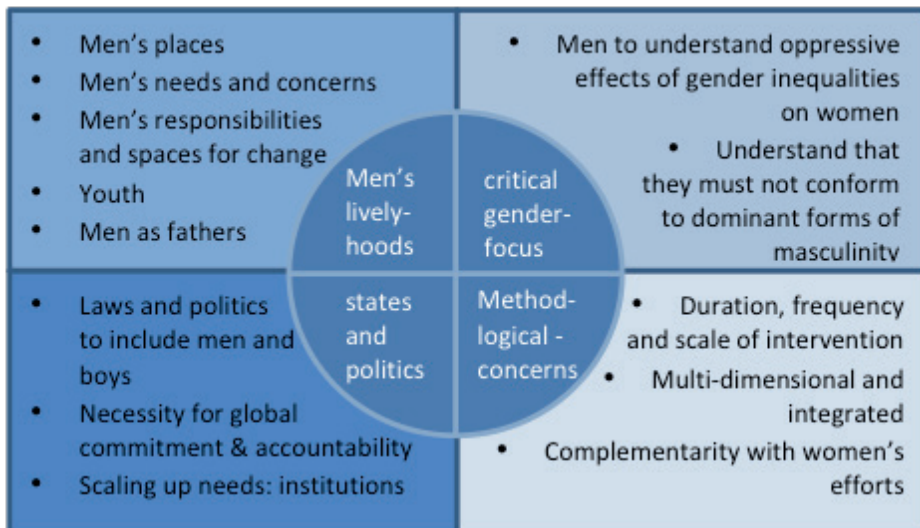 • Men's places
• Men's needs and concerns
• Men's responsibilities
and spaces for change
• Youth
• Men as fathers
• Men to understand oppressive
effects of gender inequalities
on women
• Understand that
they must not conform
to dominant forms of
masculinity
Men's
lively-
hoods
critical
gender-
focus
states
and
politics
Method-
logical -
concerns
• Laws and politics
to include men and
boys
• Necessity for global
commitment & accountability
• Scaling up needs: institutions
• Duration, frequency
and scale of intervention
• Multi-dimensional and
integrated
• Complementarity with women's
efforts